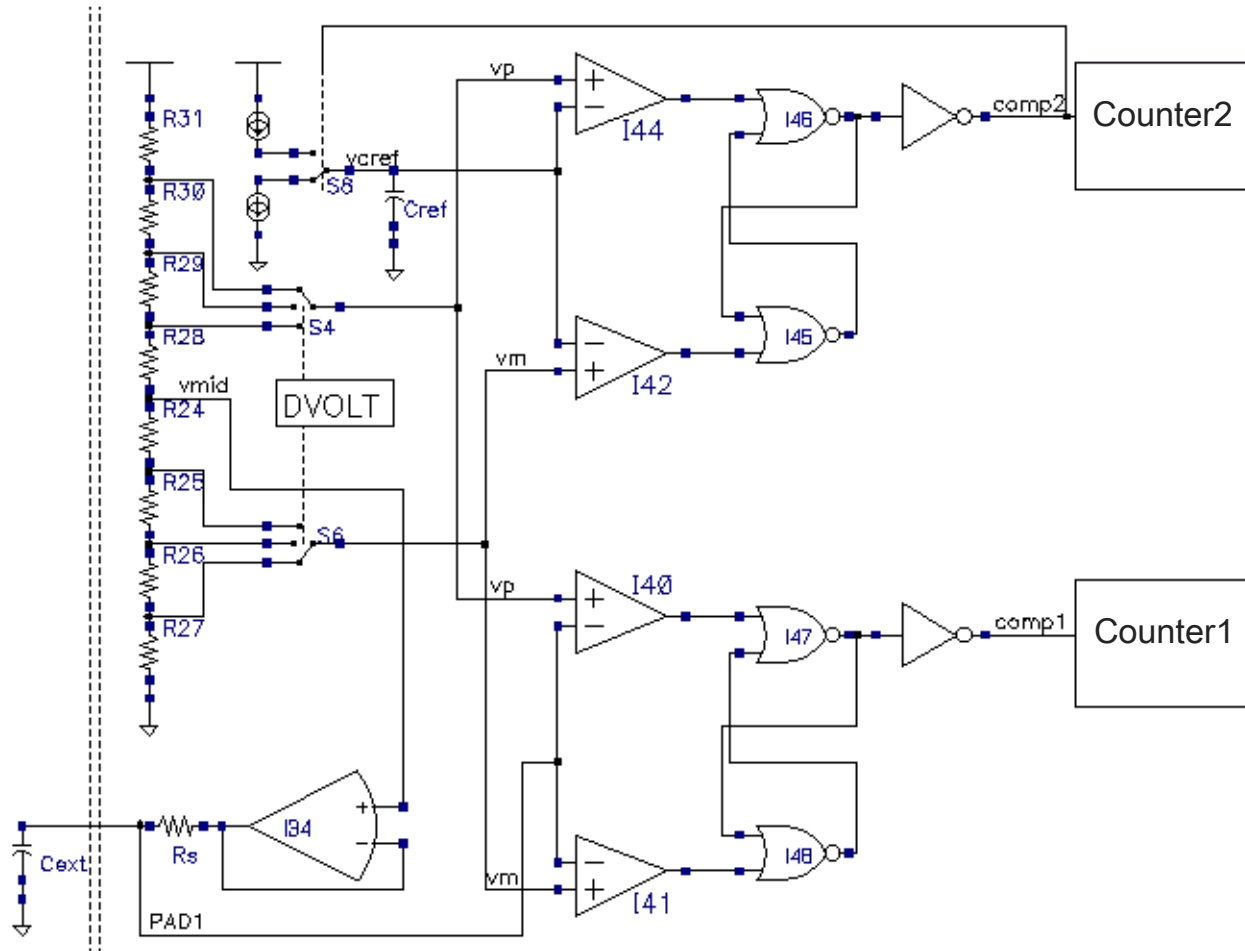 R31
R30
R29
R28
vmid
R24
R25
R26
R27
vcref
S8
Cref
S4
DVOLT
S6
vp
+
−
I44
I46
comp2
Counter2
vm
−
+
I42
I45
vp
+
−
I40
I47
comp1
Counter1
vm
−
+
I41
I48
Cext
Rs
I34
+
−
PAD1